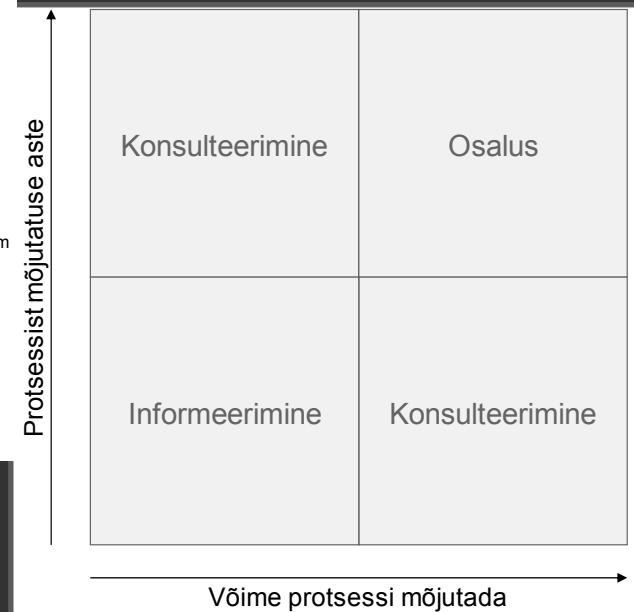 Konsulteerimine
Osalus
Protsessist mõjutatuse aste
m
Informeerimine
Konsulteerimine
Võime protsessi mõjutada